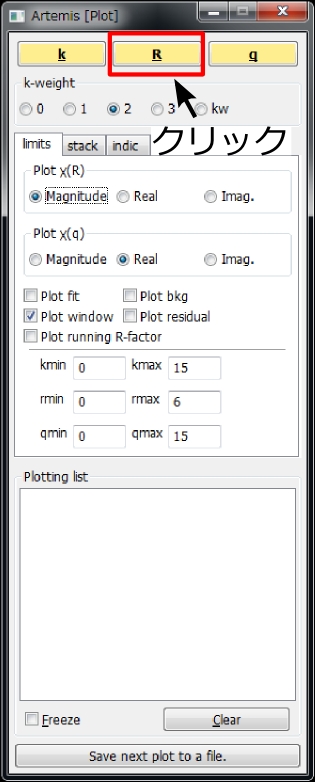 Artemis [Plot]
k R q
k-weight
0 1 2 3 kw
クリック
limits stack indic
Plot χ(R)
Magnitude Real Imag.
Plot χ(q)
Magnitude Real Imag.
Plot fit Plot bkg
Plot window Plot residual
Plot running R-factor
kmin 0 kmax 15
rmin 0 rmax 6
qmin 0 qmax 15
Plotting list
Freeze Clear
Save next plot to a file.